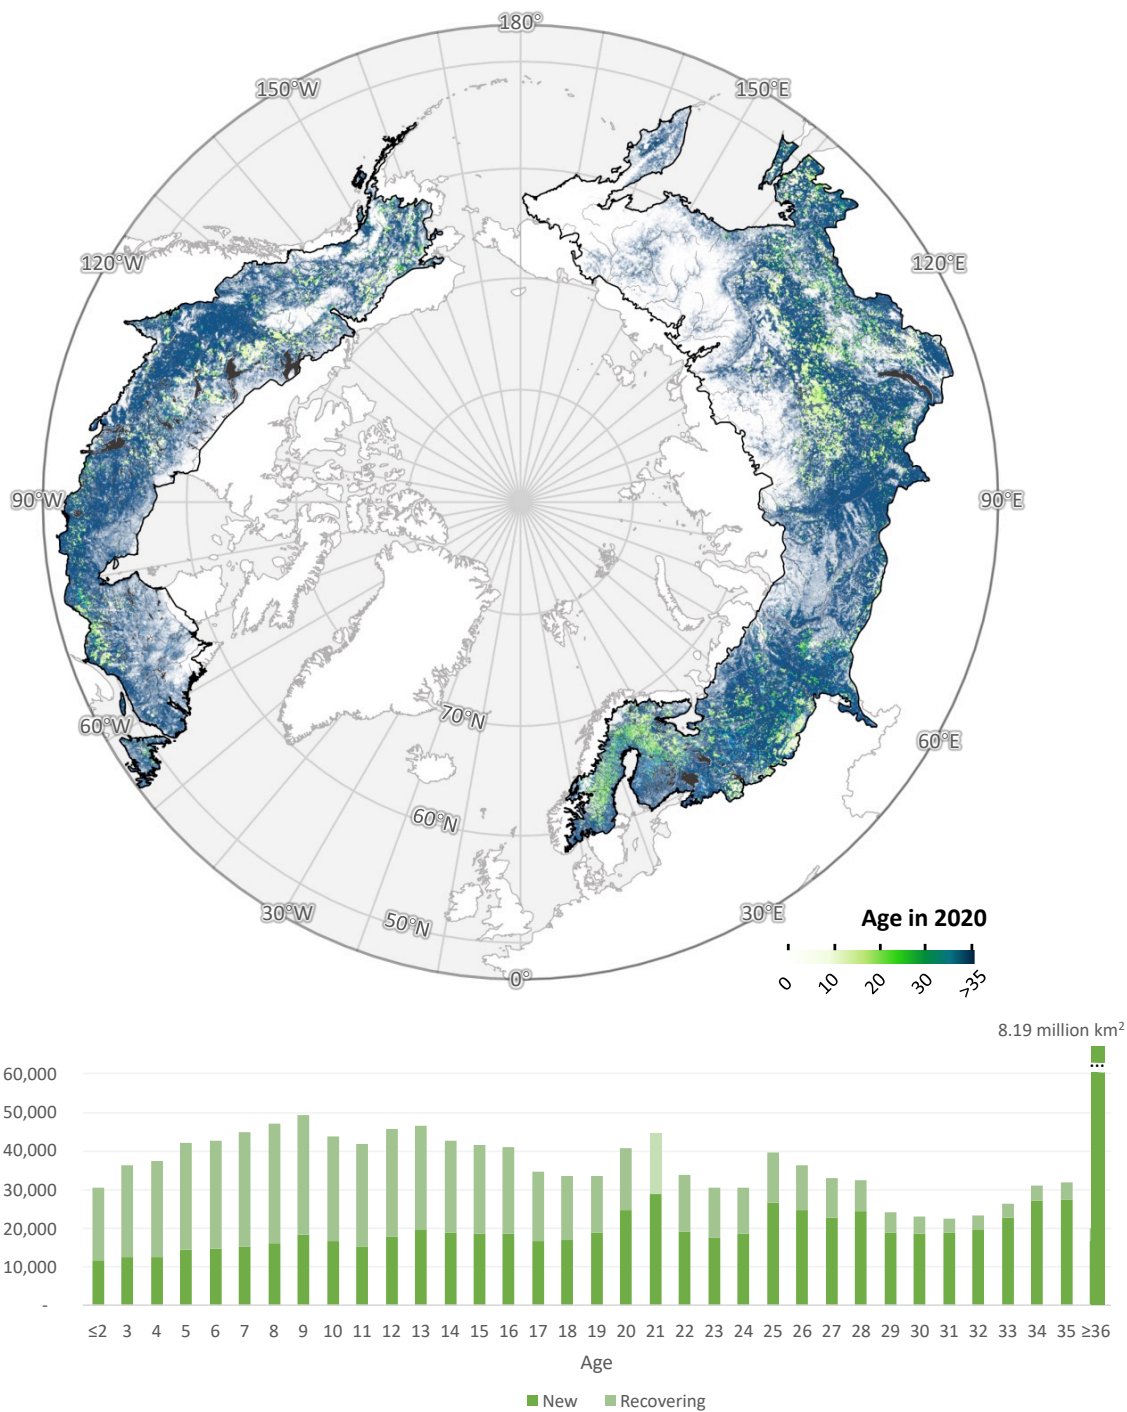 180°
150°W
150°E
120°W
120°E
90°W
90°E
70°N
60°W
60°E
60°N
30°W
50°N
30°E
0°
Age in 2020
0 10 20 30 >35
8.19 million km²
...
60,000
50,000
40,000
30,000
20,000
10,000
-
≤2 3 4 5 6 7 8 9 10 11 12 13 14 15 16 17 18 19 20 21 22 23 24 25 26 27 28 29 30 31 32 33 34 35 ≥36
Age
New Recovering